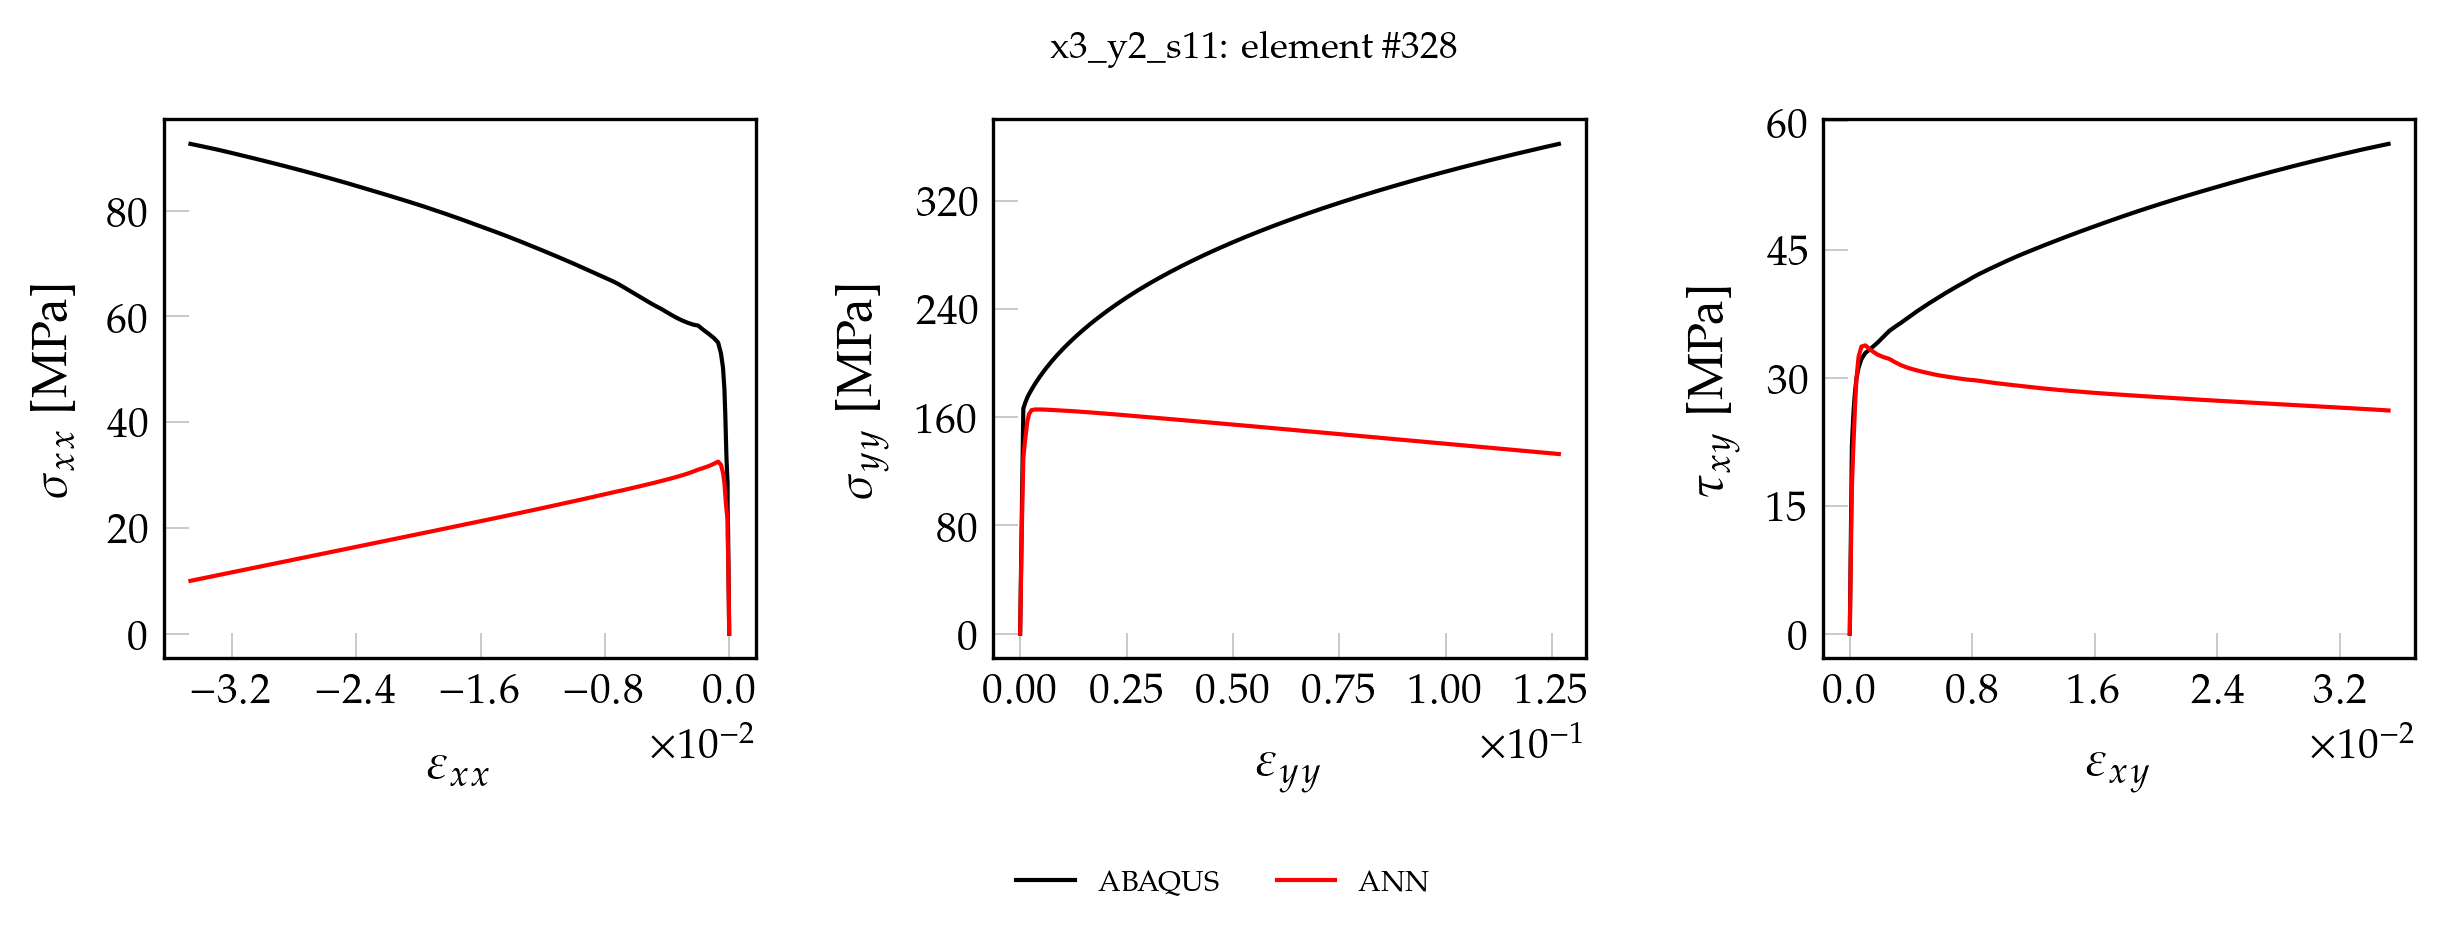 x3_y2_s11: element #328
σxx [MPa]
80
60
40
20
0
−3.2 −2.4 −1.6 −0.8 0.0
×10−2
εxx
σyy [MPa]
320
240
160
80
0
0.00 0.25 0.50 0.75 1.00 1.25
×10−1
εyy
τxy [MPa]
60
45
30
15
0
0.0 0.8 1.6 2.4 3.2
×10−2
εxy
ABAQUS ANN